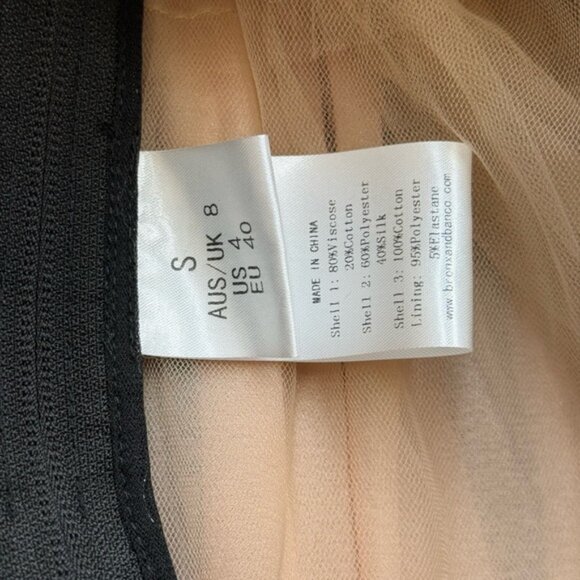 S
AUS/UK 8
US 4
EU 40
MADE IN CHINA
Shell 1: 80%Viscose
20%Cotton
Shell 2: 60%Polyester
40%Silk
Shell 3: 100%Cotton
Lining: 95%Polyester
5%Elastane
www.bronxandbanco.com